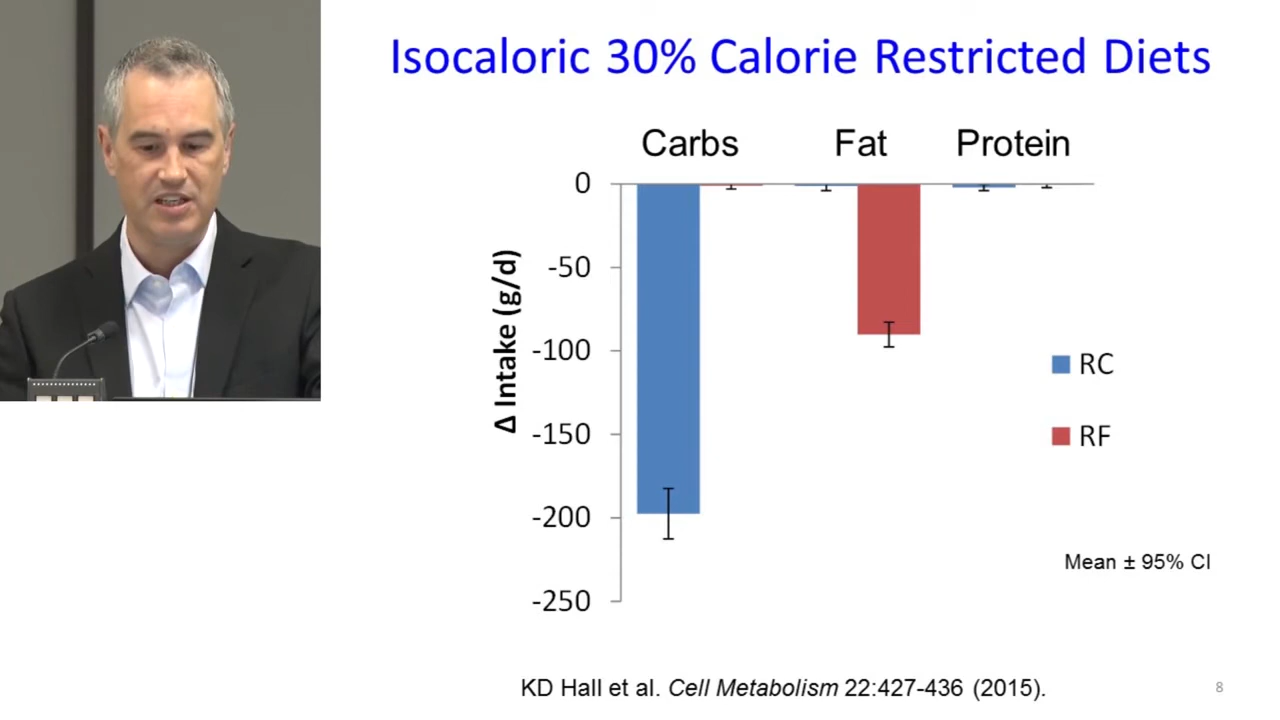 Isocaloric 30% Calorie Restricted Diets
Carbs Fat Protein
0
-50
-100
-150
-200
-250
Δ Intake (g/d)
RC
RF
Mean ± 95% CI
KD Hall et al. Cell Metabolism 22:427-436 (2015).
8